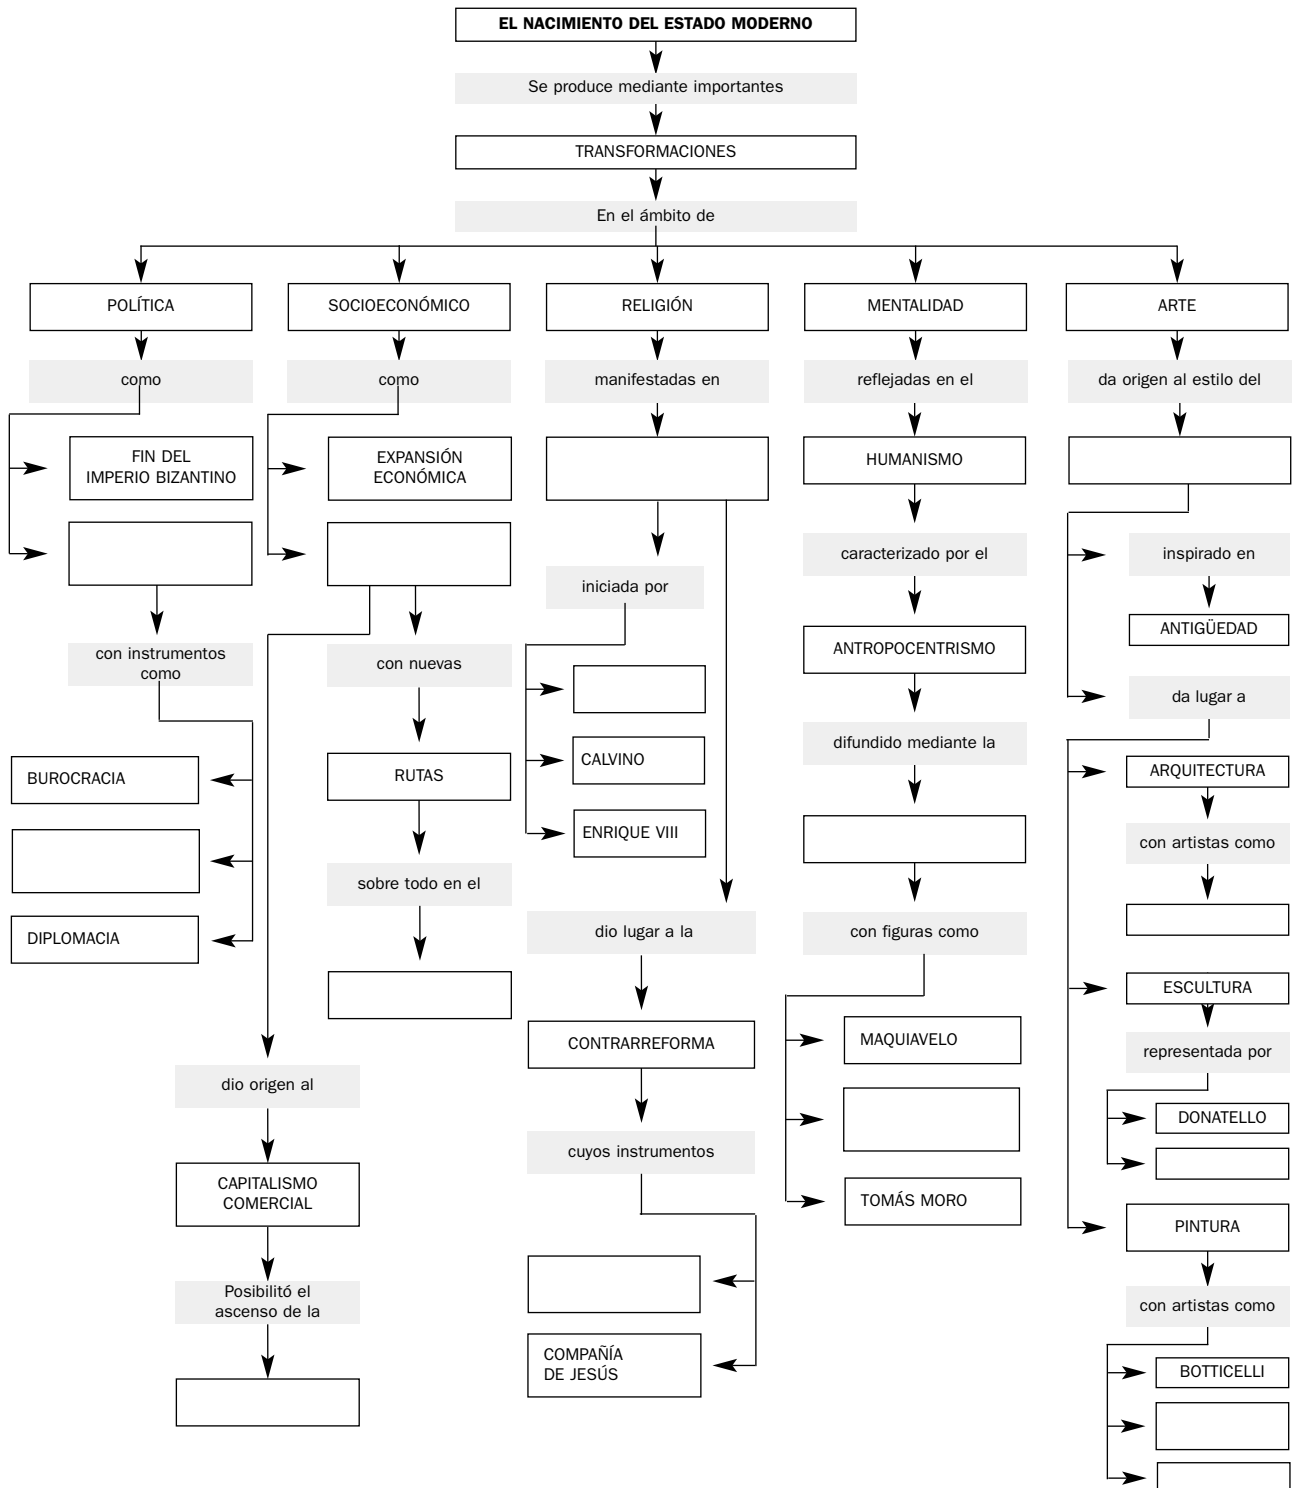 EL NACIMIENTO DEL ESTADO MODERNO
Se produce mediante importantes
TRANSFORMACIONES
En el ámbito de
POLÍTICA
como
FIN DEL
IMPERIO BIZANTINO
con instrumentos
como
BUROCRACIA
DIPLOMACIA
SOCIOECONÓMICO
como
EXPANSIÓN
ECONÓMICA
con nuevas
RUTAS
sobre todo en el
dio origen al
CAPITALISMO
COMERCIAL
Posibilitó el
ascenso de la
RELIGIÓN
manifestadas en
iniciada por
CALVINO
ENRIQUE VIII
dio lugar a la
CONTRARREFORMA
cuyos instrumentos
COMPAÑÍA
DE JESÚS
MENTALIDAD
reflejadas en el
HUMANISMO
caracterizado por el
ANTROPOCENTRISMO
difundido mediante la
con figuras como
MAQUIAVELO
TOMÁS MORO
ARTE
da origen al estilo del
inspirado en
ANTIGÜEDAD
da lugar a
ARQUITECTURA
con artistas como
ESCULTURA
representada por
DONATELLO
PINTURA
con artistas como
BOTTICELLI